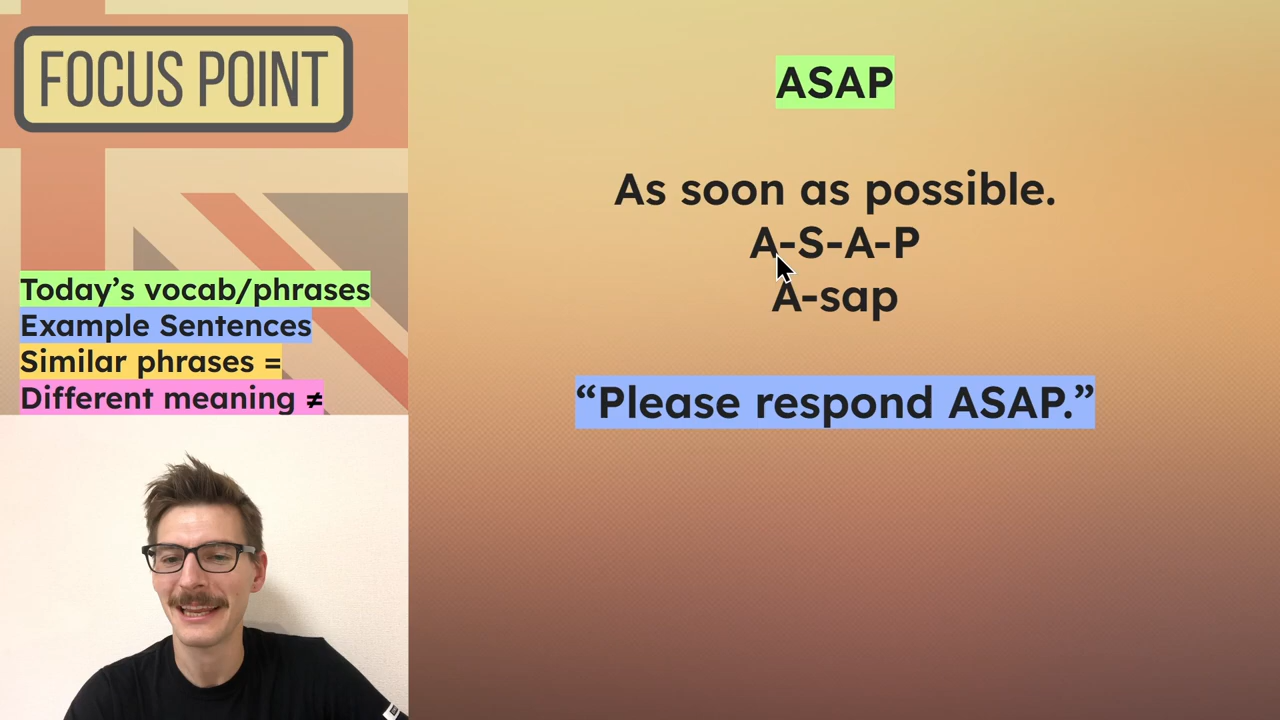 FOCUS POINT
Today’s vocab/phrases
Example Sentences
Similar phrases =
Different meaning ≠
ASAP
As soon as possible.
A-S-A-P
A-sap
“Please respond ASAP.”